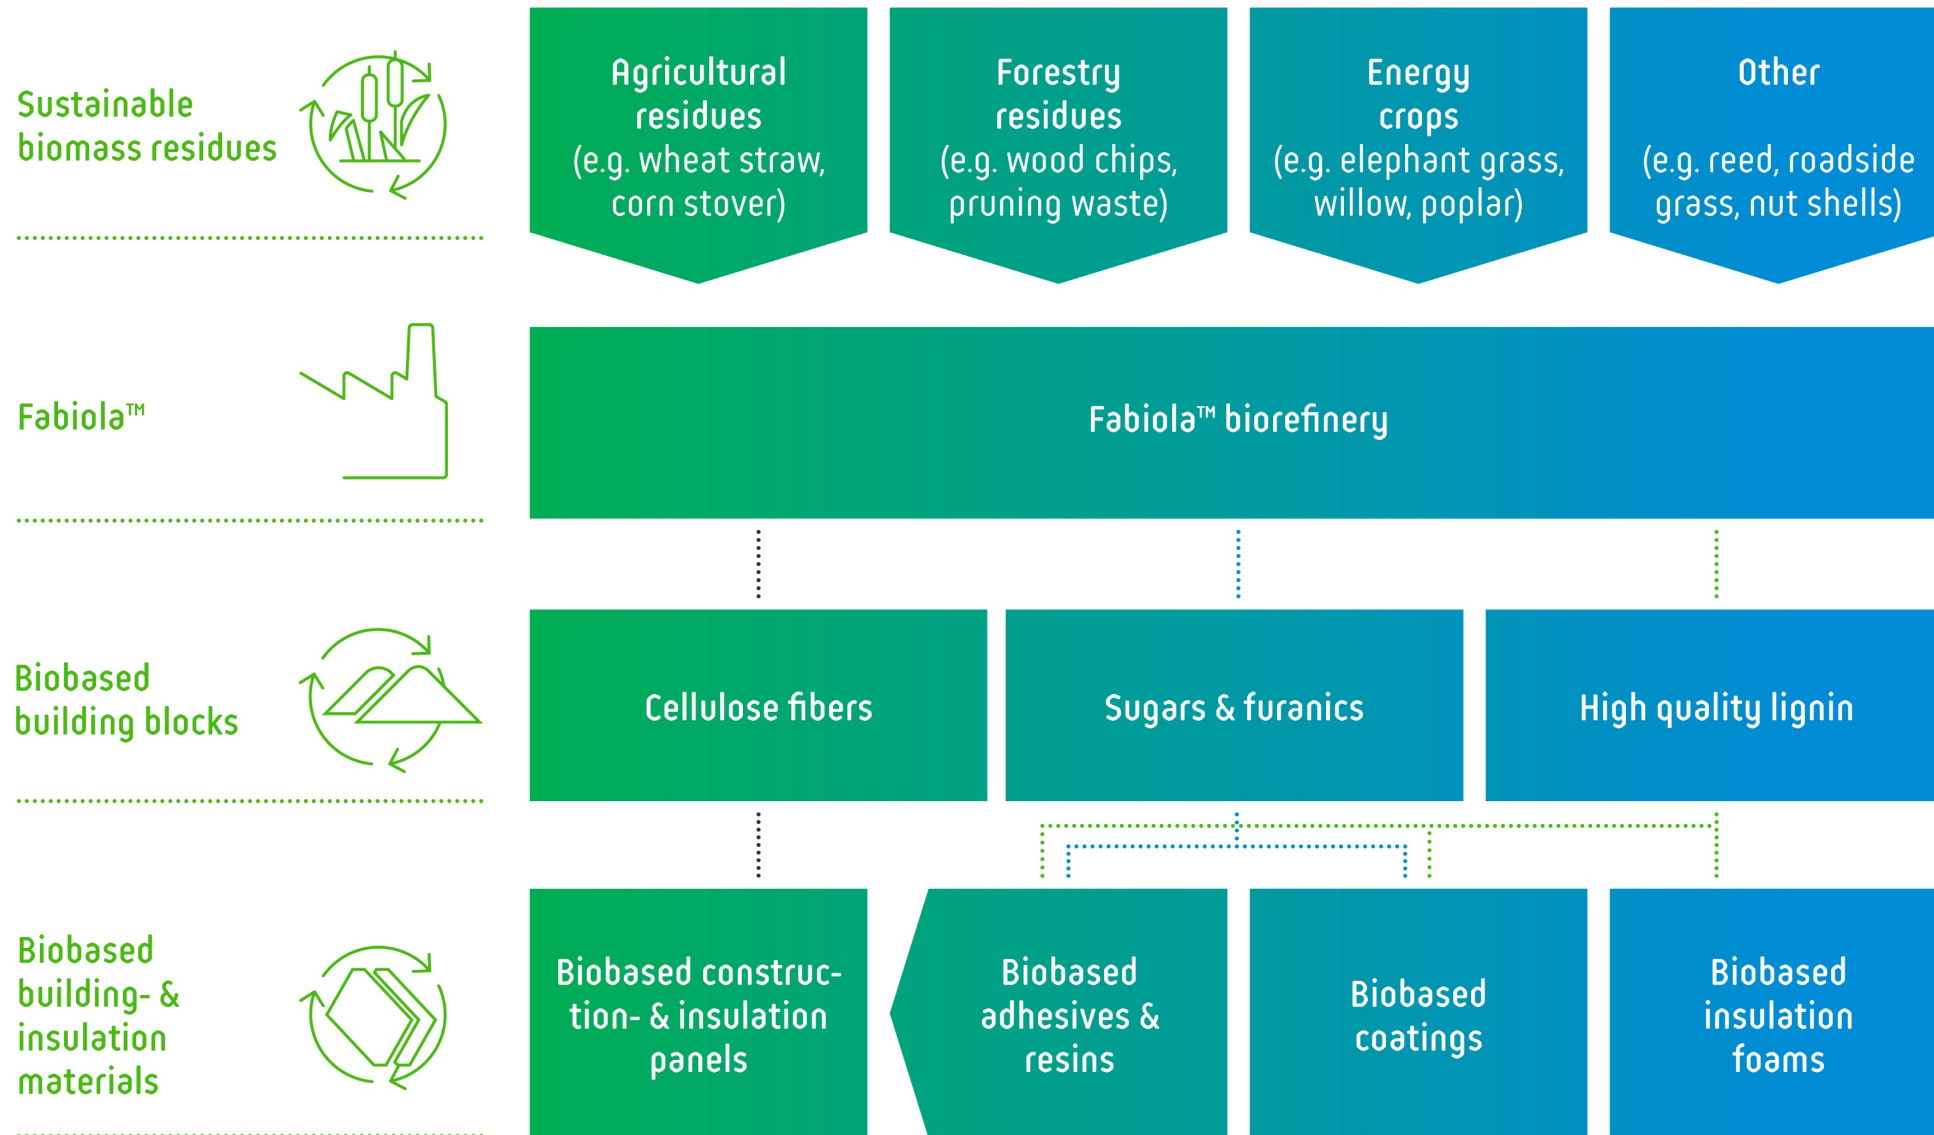 Sustainable
biomass residues
Agricultural
residues
(e.g. wheat straw,
corn stover)
Forestry
residues
(e.g. wood chips,
pruning waste)
Energy
crops
(e.g. elephant grass,
willow, poplar)
Other
(e.g. reed, roadside
grass, nut shells)
Fabiola™
Fabiola™ biorefinery
Biobased
building blocks
Cellulose fibers
Sugars & furanics
High quality lignin
Biobased
building- &
insulation
materials
Biobased construc-
tion- & insulation
panels
Biobased
adhesives &
resins
Biobased
coatings
Biobased
insulation
foams